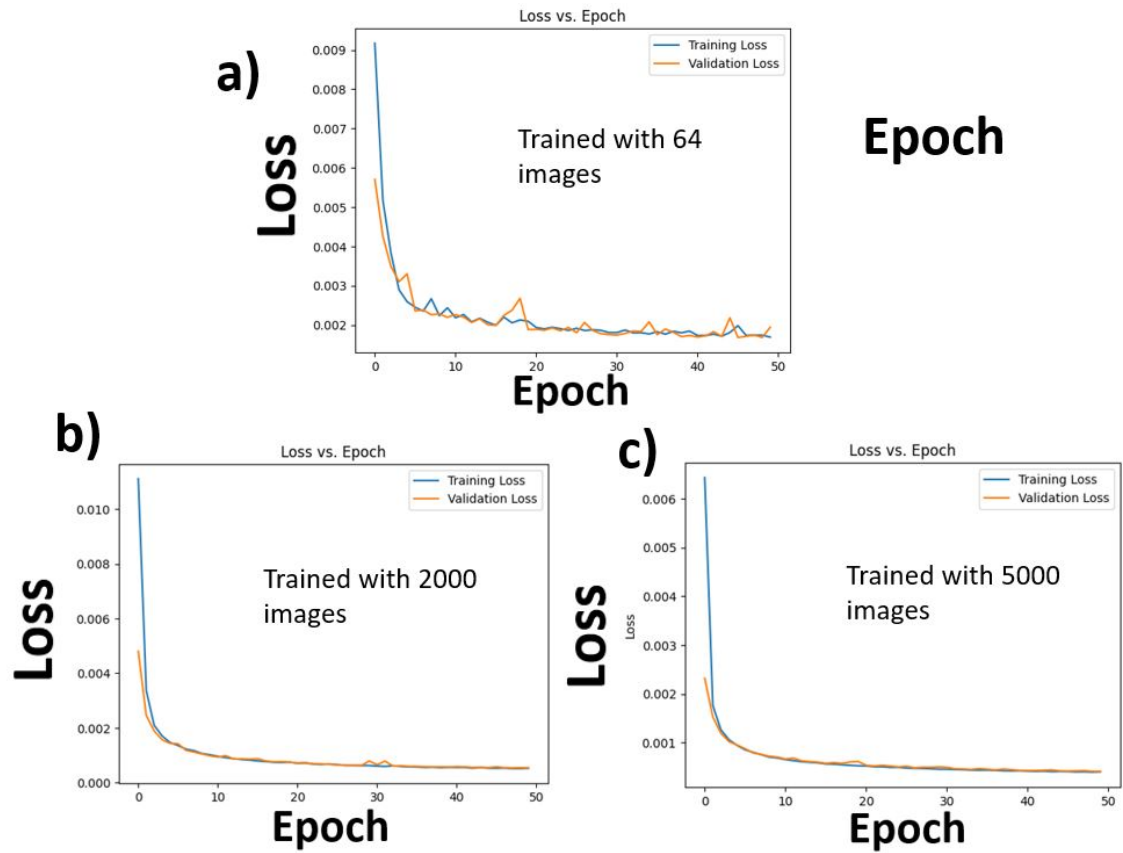 Loss vs. Epoch
a)
Training Loss
Validation Loss
0.009
0.008
0.007
0.006
0.005
0.004
0.003
0.002
Loss
Trained with 64
images
Epoch
0 10 20 30 40 50
Epoch
b)
Loss vs. Epoch
Training Loss
Validation Loss
0.010
0.008
0.006
0.004
0.002
0.000
Loss
Trained with 2000
images
0 10 20 30 40 50
Epoch
c)
Loss vs. Epoch
Training Loss
Validation Loss
0.006
0.005
0.004
0.003
0.002
0.001
Loss
Loss
Trained with 5000
images
0 10 20 30 40 50
Epoch